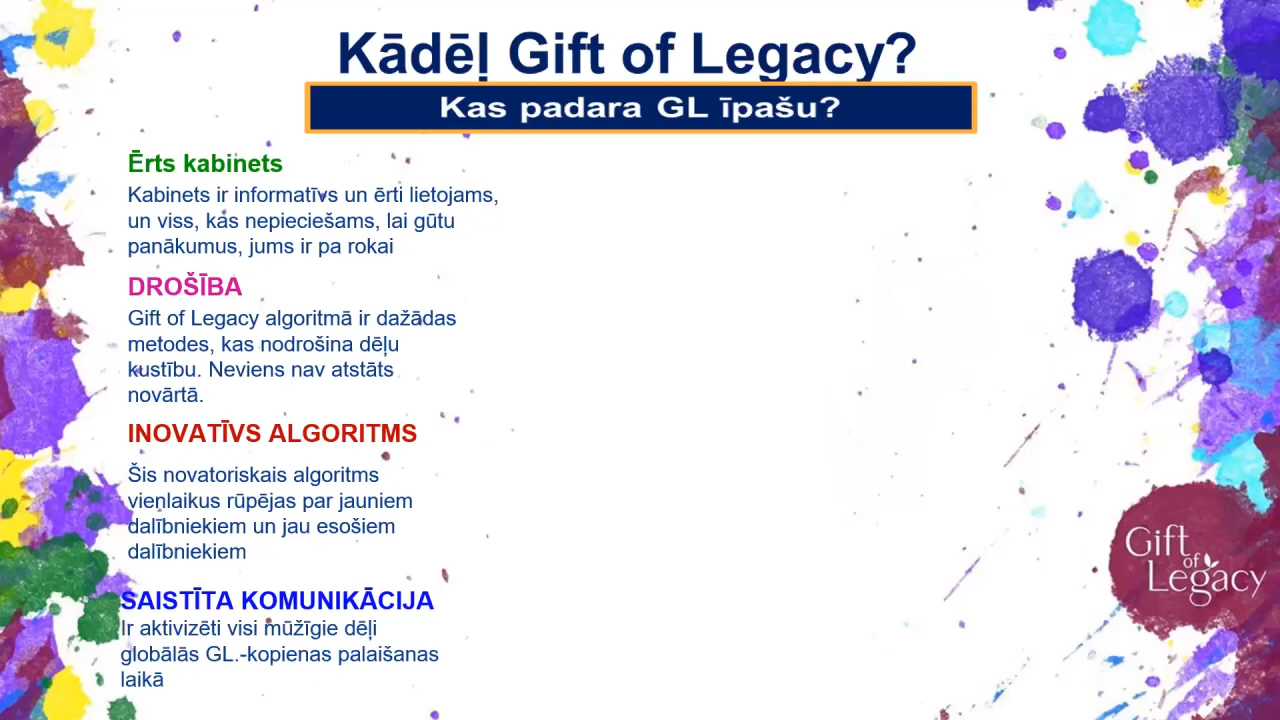 Kādēļ Gift of Legacy?
Kas padara GL īpašu?
Ērts kabinets
Kabinets ir informatīvs un ērti lietojams,
un viss, kas nepieciešams, lai gūtu
panākumus, jums ir pa rokai
DROŠĪBA
Gift of Legacy algoritmā ir dažādas
metodes, kas nodrošina dēļu
kustību. Neviens nav atstāts
novārtā.
INOVATĪVS ALGORITMS
Šis novatoriskais algoritms
vienlaikus rūpējas par jauniem
dalībniekiem un jau esošiem
dalībniekiem
SAISTĪTA KOMUNIKĀCIJA
Ir aktivizēti visi mūžīgie dēļi
globālās GL.-kopienas palaišanas
laikā
Gift
of
Legacy